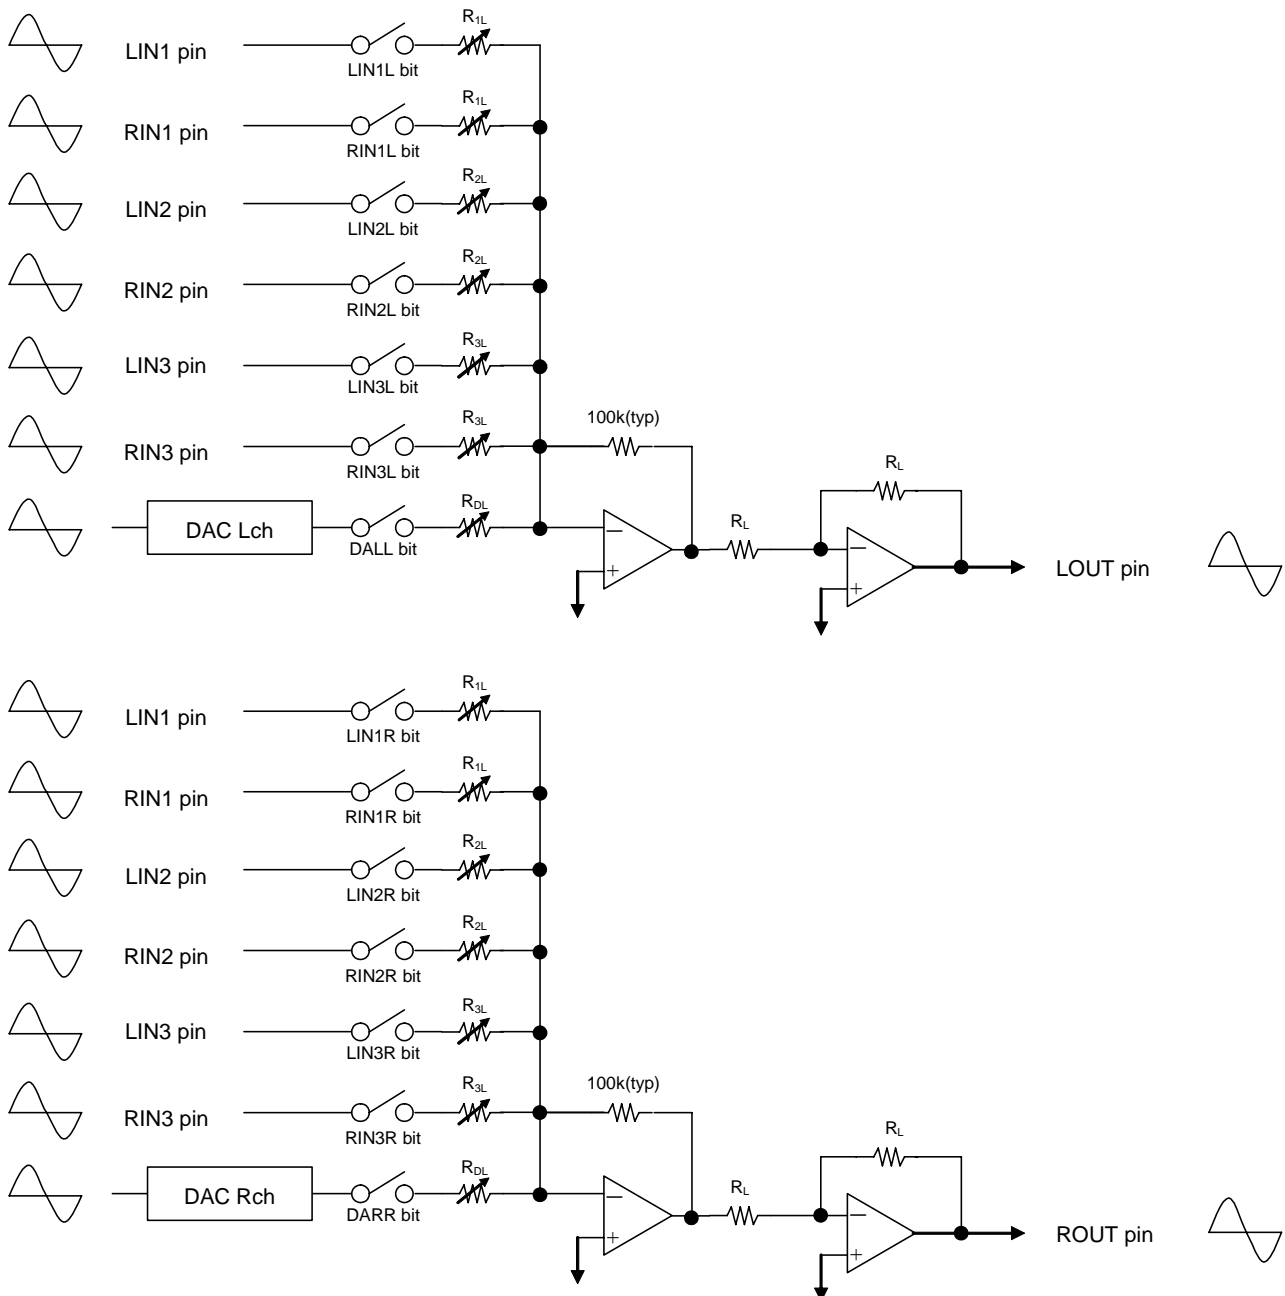 R1L
LIN1 pin
LIN1L bit
R1L
RIN1 pin
RIN1L bit
R2L
LIN2 pin
LIN2L bit
R2L
RIN2 pin
RIN2L bit
R3L
LIN3 pin
LIN3L bit
R3L
100k(typ)
RIN3 pin
RIN3L bit
RL
RDL
DAC Lch
DALL bit
−
+
RL
−
+
LOUT pin
R1L
LIN1 pin
LIN1R bit
R1L
RIN1 pin
RIN1R bit
R2L
LIN2 pin
LIN2R bit
R2L
RIN2 pin
RIN2R bit
R3L
LIN3 pin
LIN3R bit
R3L
100k(typ)
RIN3 pin
RIN3R bit
RL
RDL
DAC Rch
DARR bit
−
+
RL
−
+
ROUT pin